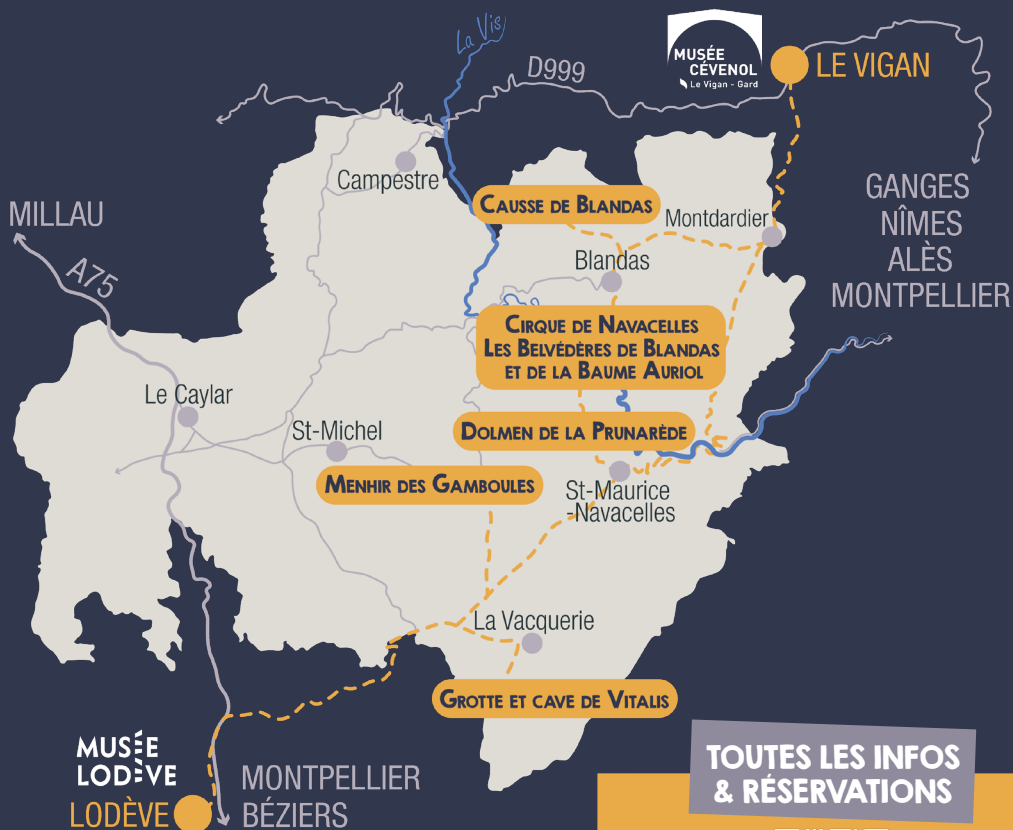 La Vis
D999
MUSÉE
CÉVENOL
Le Vigan - Gard
LE VIGAN
Campestre
MILLAU
A75
CAUSSE DE BLANDAS
Montdardier
GANGES
NÎMES
ALÈS
MONTPELLIER
Blandas
CIRQUE DE NAVACELLES
LES BELVÉDÈRES DE BLANDAS
ET DE LA BAUME AURIOL
Le Caylar
St-Michel
DOLMEN DE LA PRUNARÈDE
MENHIR DES GAMBOULES
St-Maurice
-Navacelles
La Vacquerie
GROTTE ET CAVE DE VITALIS
MUSÉE
LODÈVE
LODÈVE
MONTPELLIER
BÉZIERS
TOUTES LES INFOS
& RÉSERVATIONS